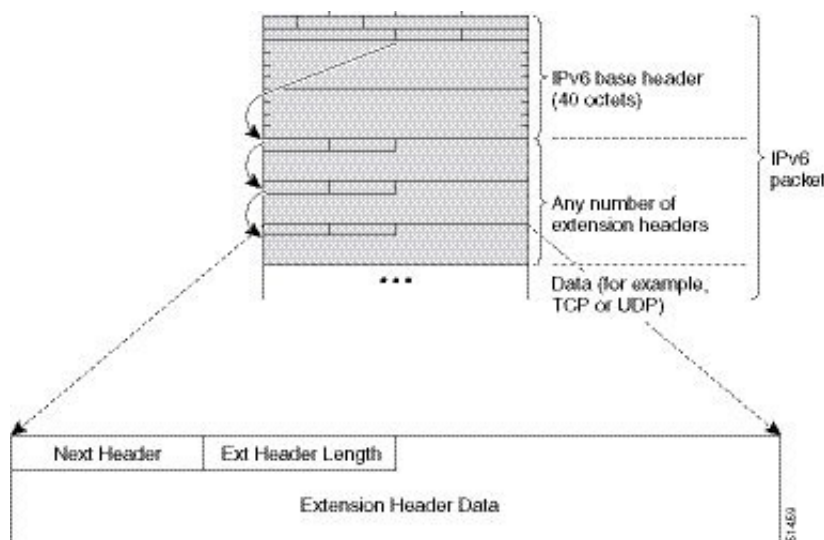 IPv6 base header
(40 octets)
IPv6
packet
Any number of
extension headers
•••
Data (for example,
TCP or UDP)
Next Header
Ext Header Length
Extension Header Data
51459